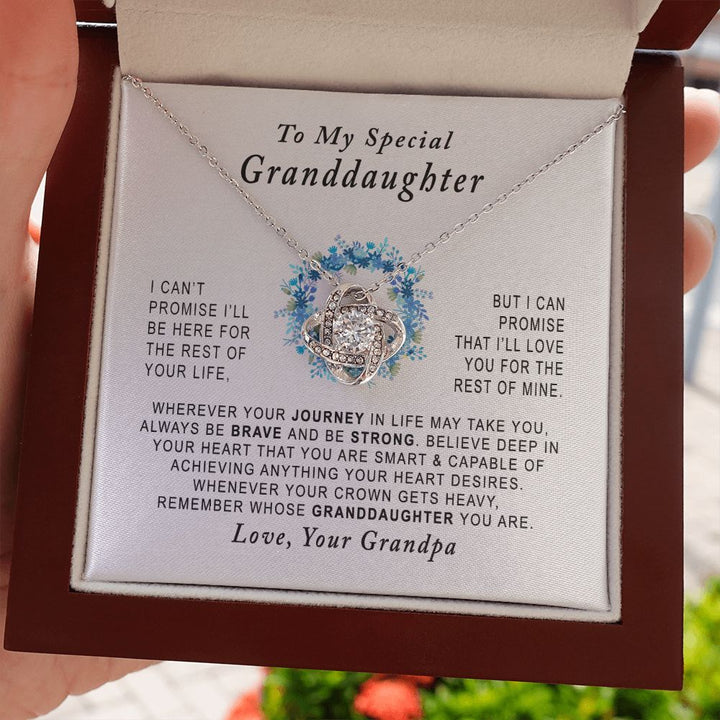 To My Special
Granddaughter
I CAN'T
PROMISE I'LL
BE HERE FOR
THE REST OF
YOUR LIFE,
BUT I CAN
PROMISE
THAT I'LL LOVE
YOU FOR THE
REST OF MINE.
WHEREVER YOUR JOURNEY IN LIFE MAY TAKE YOU,
ALWAYS BE BRAVE AND BE STRONG. BELIEVE DEEP IN
YOUR HEART THAT YOU ARE SMART & CAPABLE OF
ACHIEVING ANYTHING YOUR HEART DESIRES.
WHENEVER YOUR CROWN GETS HEAVY,
REMEMBER WHOSE GRANDDAUGHTER YOU ARE.
Love, Your Grandpa